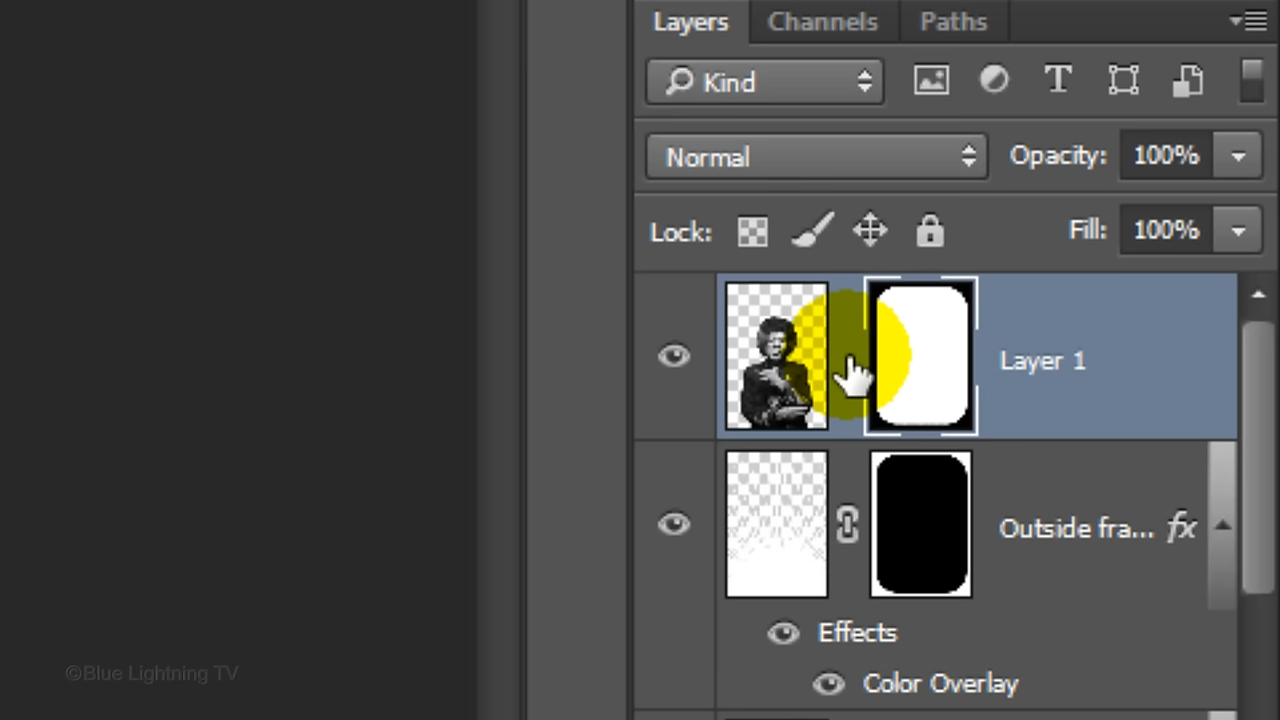 Layers Channels Paths
Kind
Normal Opacity: 100%
Lock: Fill: 100%
Layer 1
Outside fra... fx
Effects
Color Overlay
©Blue Lightning TV